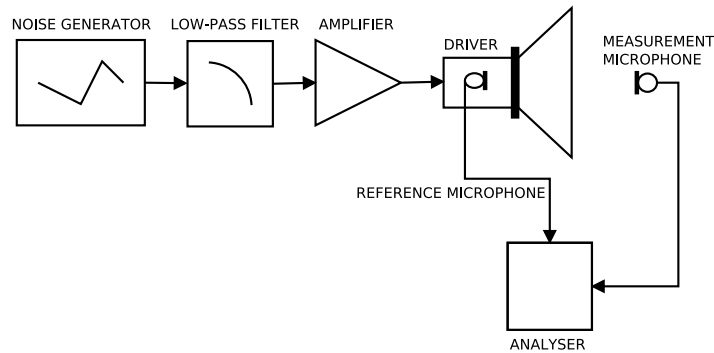 NOISE GENERATOR
LOW-PASS FILTER
AMPLIFIER
DRIVER
MEASUREMENT
MICROPHONE
REFERENCE MICROPHONE
ANALYSER